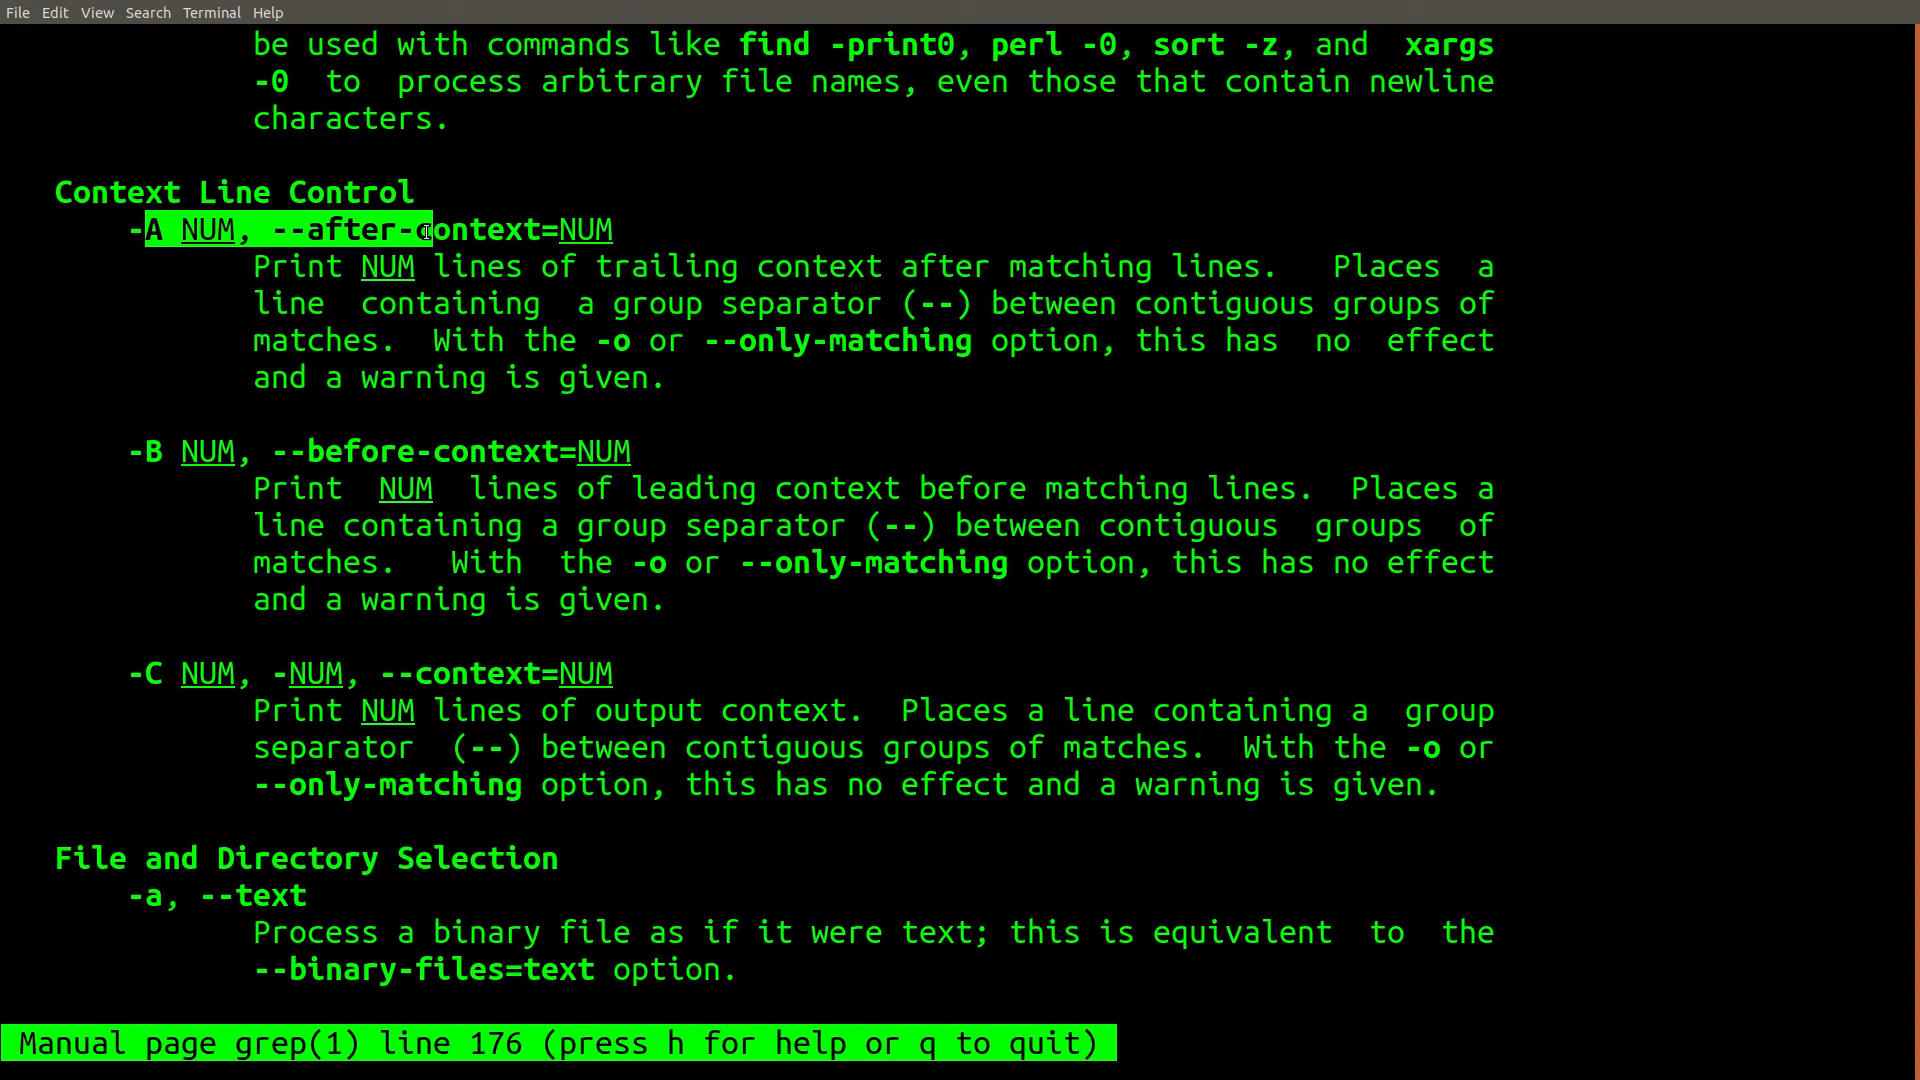 File Edit View Search Terminal Help
be used with commands like find -print0, perl -0, sort -z, and xargs
-0 to process arbitrary file names, even those that contain newline
characters.
Context Line Control
-A NUM, --after-context=NUM
Print NUM lines of trailing context after matching lines. Places a
line containing a group separator (--) between contiguous groups of
matches. With the -o or --only-matching option, this has no effect
and a warning is given.
-B NUM, --before-context=NUM
Print NUM lines of leading context before matching lines. Places a
line containing a group separator (--) between contiguous groups of
matches. With the -o or --only-matching option, this has no effect
and a warning is given.
-C NUM, -NUM, --context=NUM
Print NUM lines of output context. Places a line containing a group
separator (--) between contiguous groups of matches. With the -o or
--only-matching option, this has no effect and a warning is given.
File and Directory Selection
-a, --text
Process a binary file as if it were text; this is equivalent to the
--binary-files=text option.
Manual page grep(1) line 176 (press h for help or q to quit)